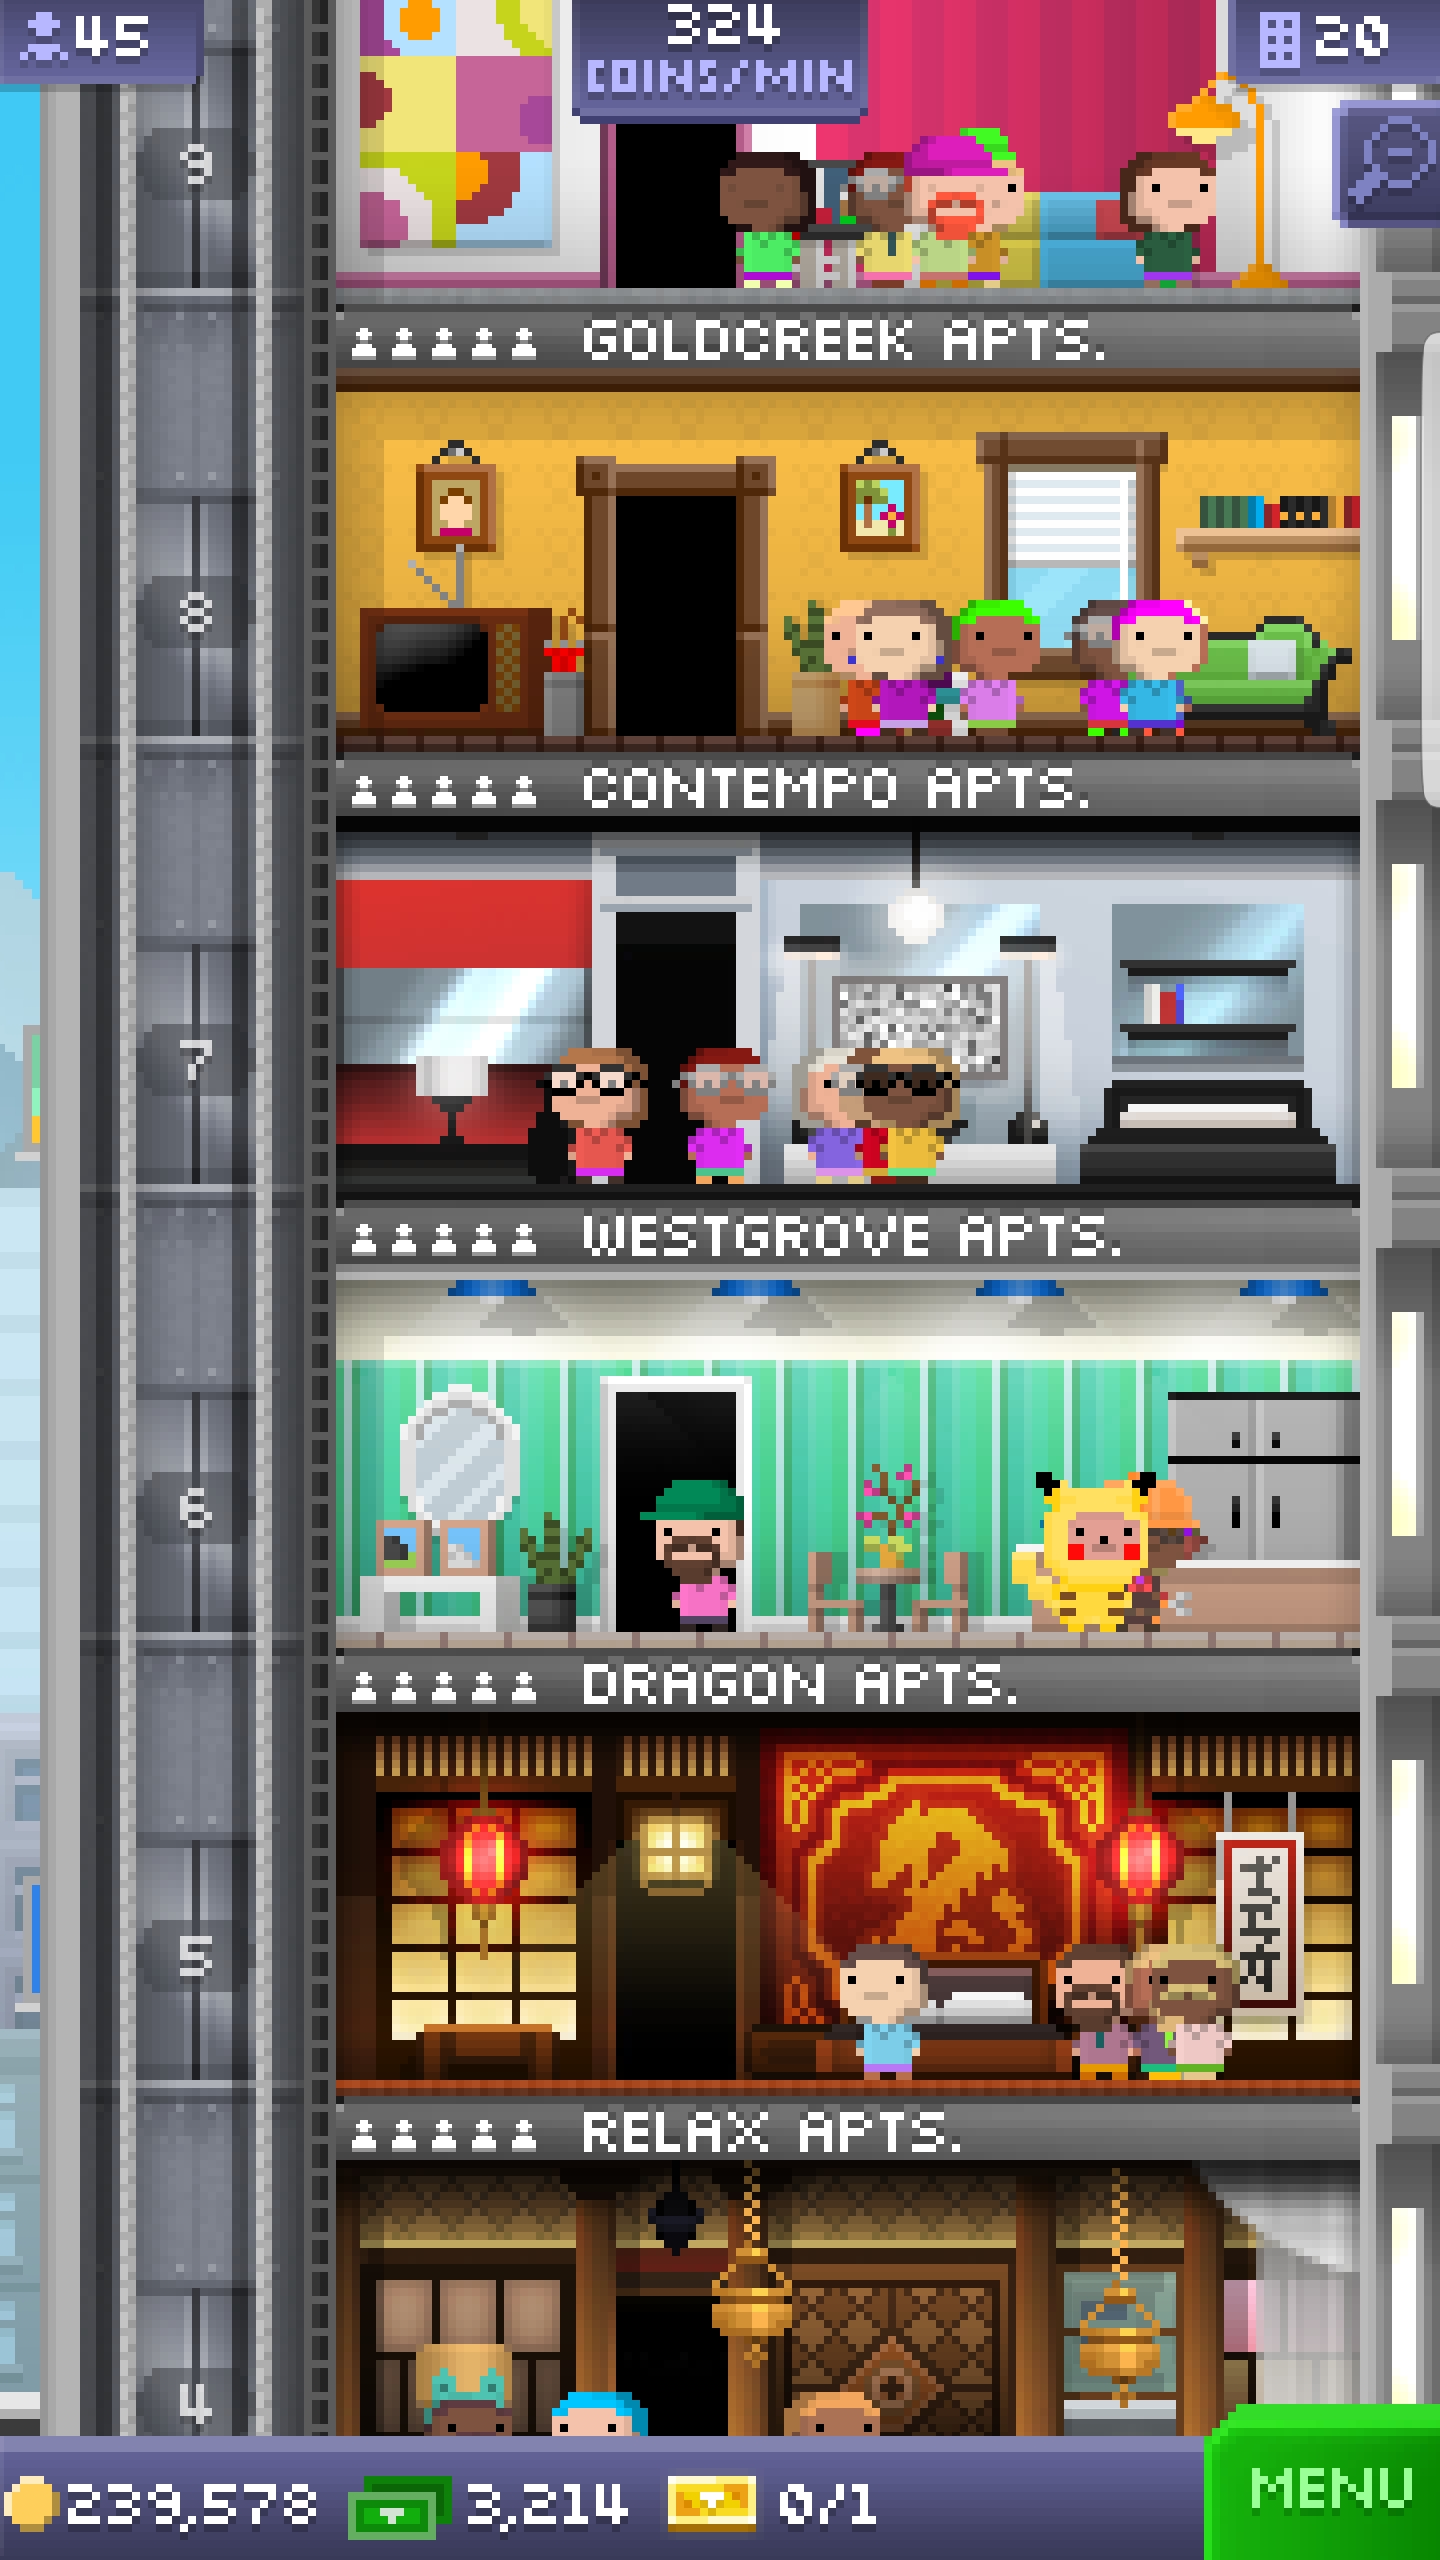 45
324
COINS/MIN
20
9
GOLDCREEK APTS.
8
CONTEMPO APTS.
7
WESTGROVE APTS.
6
DRAGON APTS.
5
RELAX APTS.
4
239,578
3,214
0/1
MENU